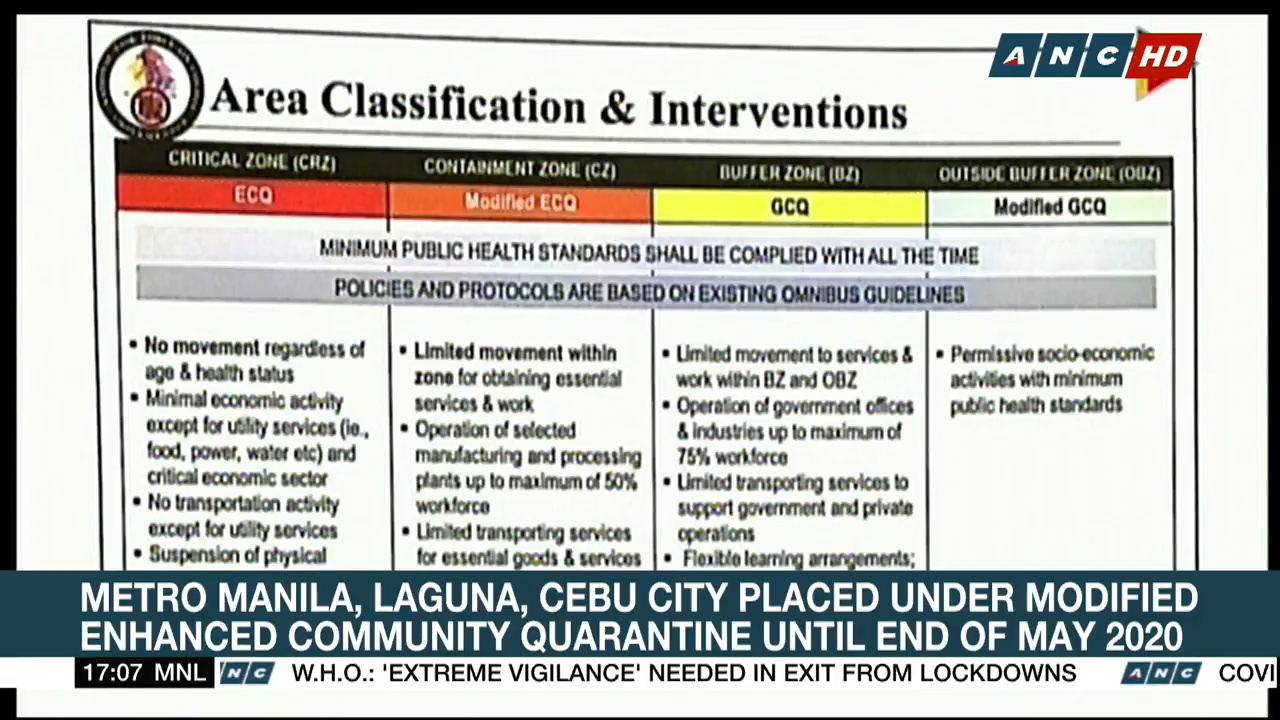 ANC HD
Area Classification & Interventions
CRITICAL ZONE (CRZ)
CONTAINMENT ZONE (CZ)
BUFFER ZONE (BZ)
OUTSIDE BUFFER ZONE (OBZ)
ECQ
Modified ECQ
GCQ
Modified GCQ
MINIMUM PUBLIC HEALTH STANDARDS SHALL BE COMPLIED WITH ALL THE TIME
POLICIES AND PROTOCOLS ARE BASED ON EXISTING OMNIBUS GUIDELINES
• No movement regardless of
age & health status
• Minimal economic activity
except for utility services (ie.,
food, power, water etc) and
critical economic sector
• No transportation activity
except for utility services
• Suspension of physical
• Limited movement within
zone for obtaining essential
services & work
• Operation of selected
manufacturing and processing
plants up to maximum of 50%
workforce
• Limited transporting services
for essential goods & services
• Limited movement to services &
work within BZ and OBZ
• Operation of government offices
& industries up to maximum of
75% workforce
• Limited transporting services to
support government and private
operations
• Flexible learning arrangements;
• Permissive socio-economic
activities with minimum
public health standards
METRO MANILA, LAGUNA, CEBU CITY PLACED UNDER MODIFIED
ENHANCED COMMUNITY QUARANTINE UNTIL END OF MAY 2020
17:07 MNL NC W.H.O.: 'EXTREME VIGILANCE' NEEDED IN EXIT FROM LOCKDOWNS ANC COVI